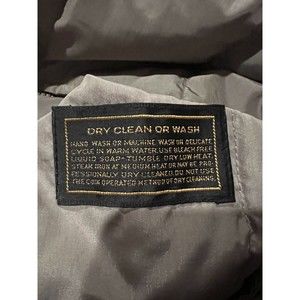 DRY CLEAN OR WASH
HAND WASH OR MACHINE WASH ON DELICATE
CYCLE IN WARM WATER. USE BLEACH FREE
LIQUID SOAP - TUMBLE DRY LOW HEAT.
STEAM IRON AT MEDIUM HEAT OR MAY BE PRO-
FESSIONALLY DRY CLEANED. DO NOT USE
THE COIN OPERATED METHOD OF DRY CLEANING.